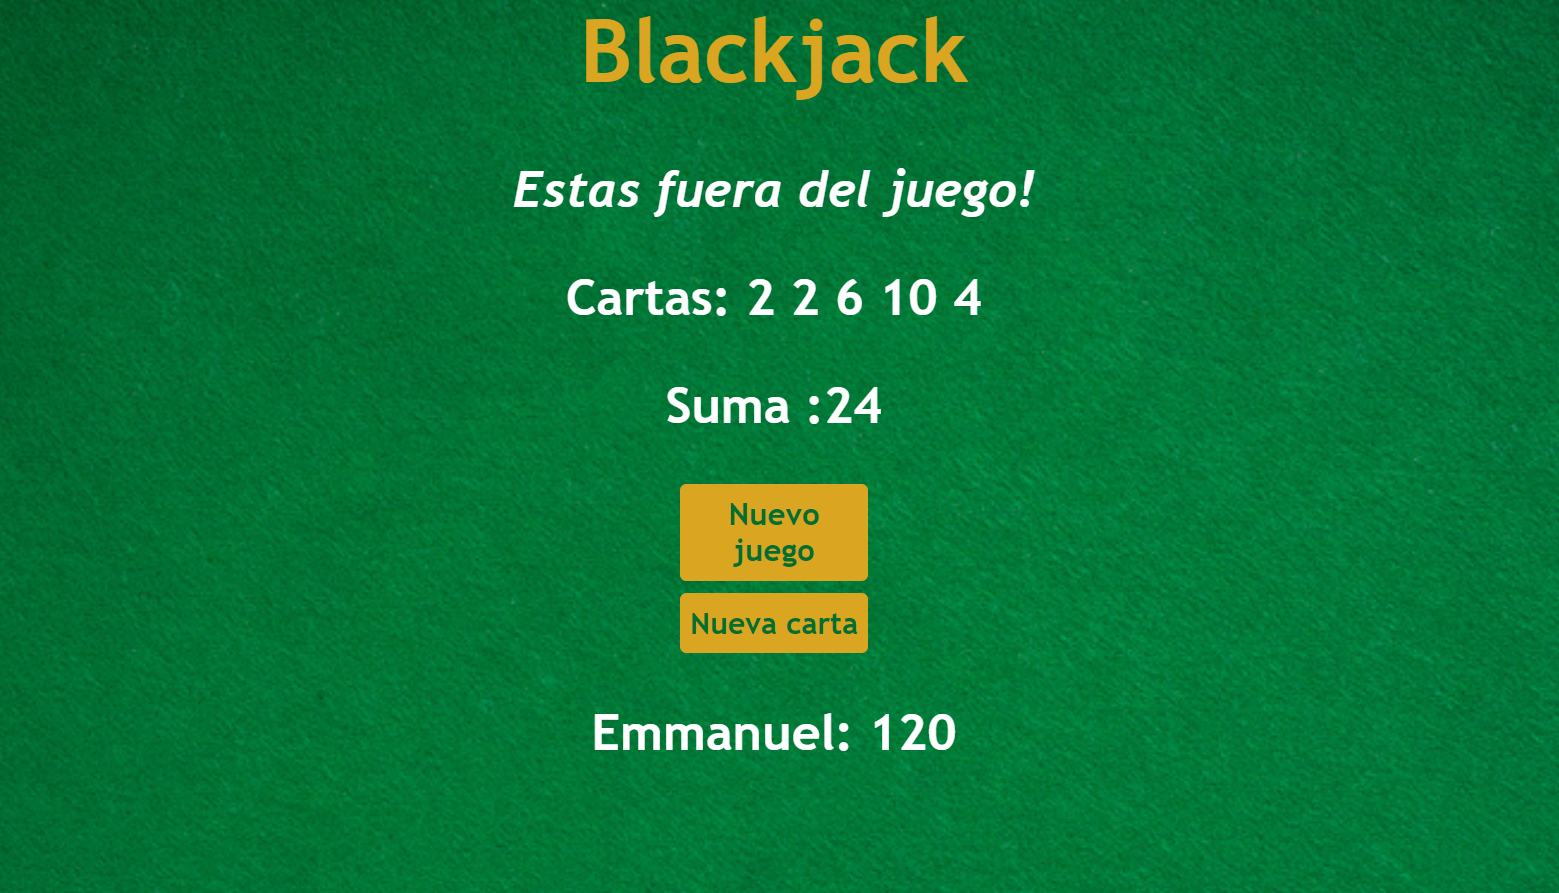 Blackjack
Estas fuera del juego!
Cartas: 2 2 6 10 4
Suma :24
Nuevo
juego
Nueva carta
Emmanuel: 120